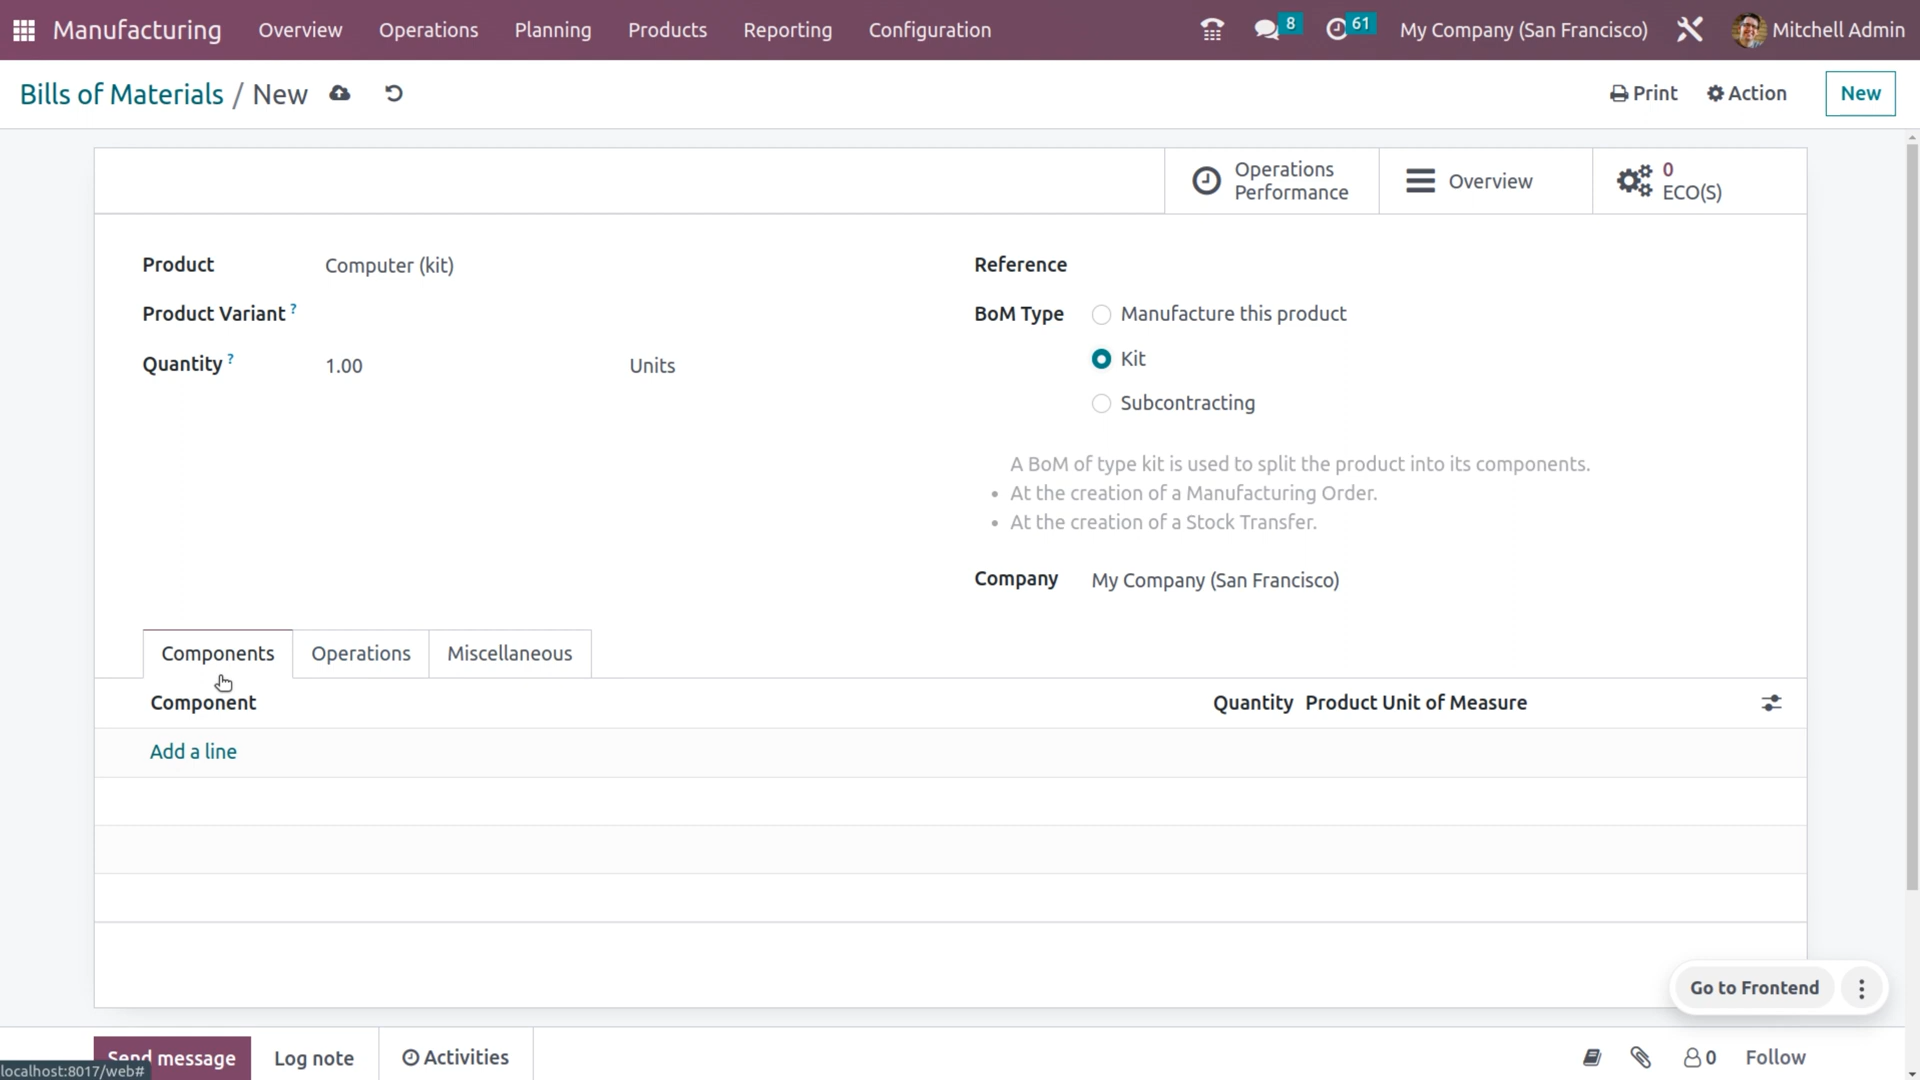 Manufacturing Overview Operations Planning Products Reporting Configuration 8 61 My Company (San Francisco) Mitchell Admin
Bills of Materials / New Print Action New
Operations Performance Overview 0 ECO(S)
Product Computer (kit) Reference
Product Variant ? BoM Type Manufacture this product
Quantity ? 1.00 Units Kit
Subcontracting
A BoM of type kit is used to split the product into its components.
• At the creation of a Manufacturing Order.
• At the creation of a Stock Transfer.
Company My Company (San Francisco)
Components Operations Miscellaneous
Component Quantity Product Unit of Measure
Add a line
Go to Frontend
Send message Log note Activities 0 Follow
localhost:8017/web#